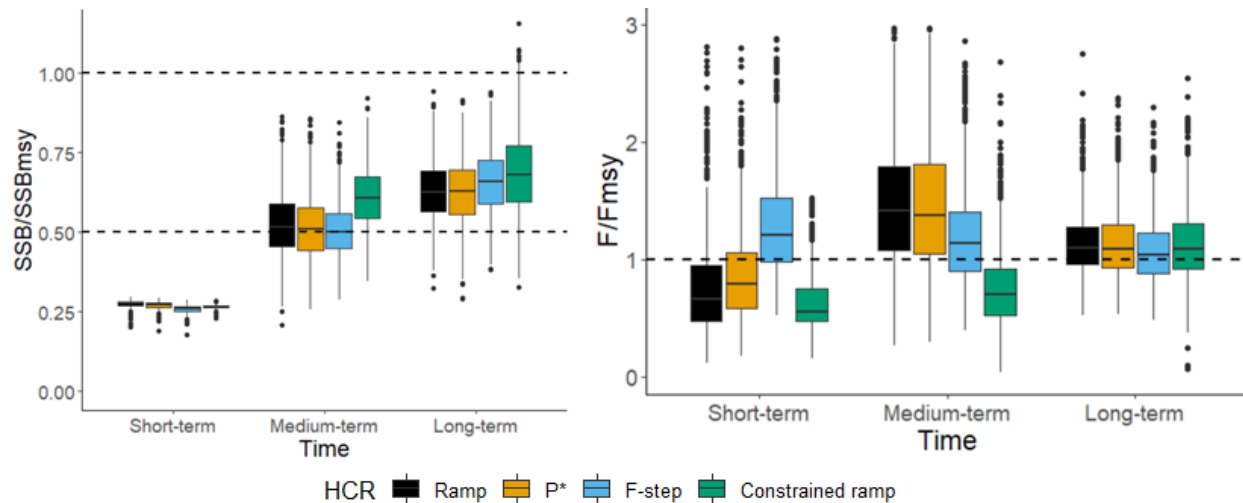 SSB/SSBmsy
1.00
0.75
0.50
0.25
0.00
Short-term Medium-term Long-term
Time
F/Fmsy
3
2
1
0
Short-term Medium-term Long-term
Time
HCR Ramp P* F-step Constrained ramp